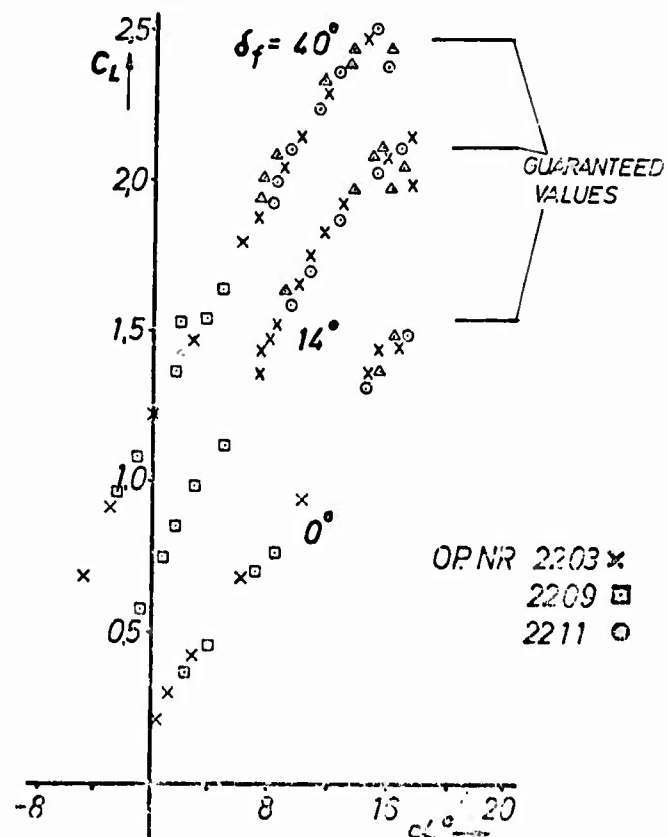 2,5
C_L
δ_f = 40°
2,0
GUARANTEED
VALUES
1,5
14°
1,0
0°
OP. NR 2203 ×
2209 ⊡
2211 ⊙
0,5
-8
0
8
16
20
α°